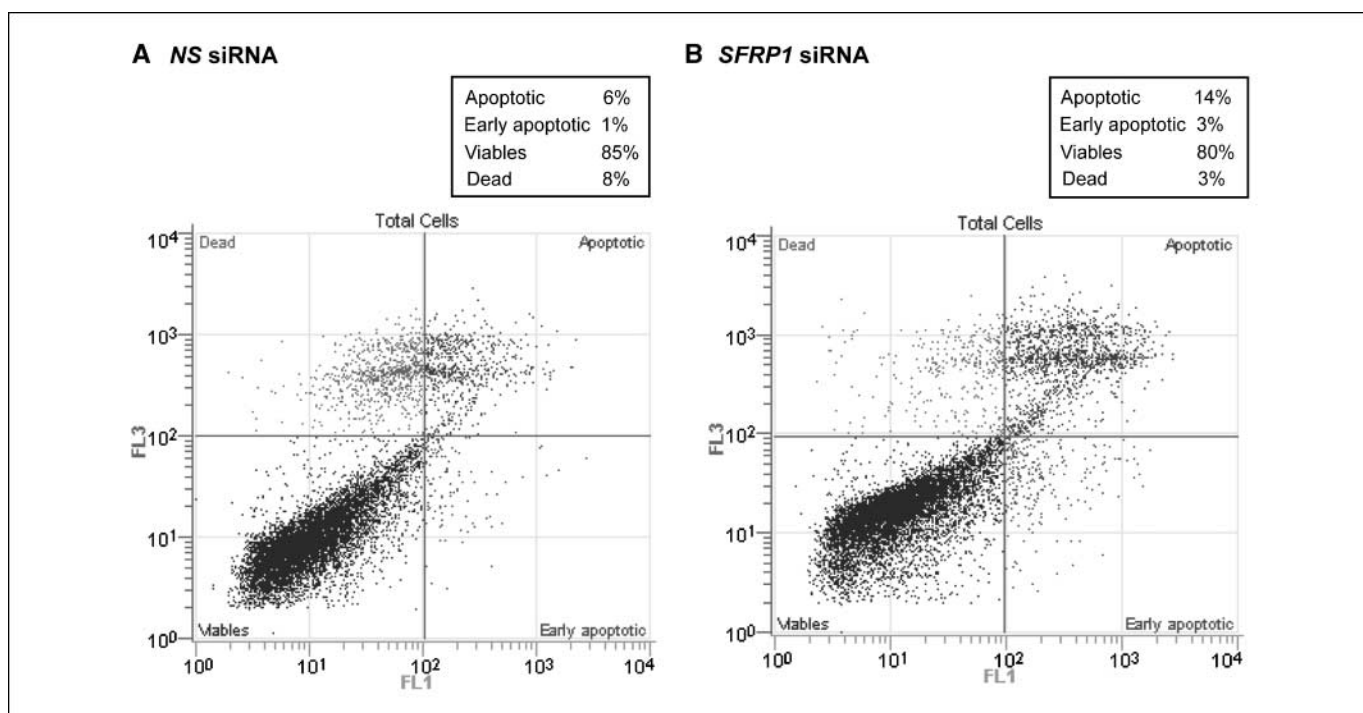 A NS siRNA
Apoptotic 6%
Early apoptotic 1%
Viables 85%
Dead 8%
Total Cells
Dead
Apoptotic
10⁴
10³
10²
10¹
10⁰
FL3
Viables
Early apoptotic
10⁰ 10¹ 10² 10³ 10⁴
FL1
B SFRP1 siRNA
Apoptotic 14%
Early apoptotic 3%
Viables 80%
Dead 3%
Total Cells
Dead
Apoptotic
10⁴
10³
10²
10¹
10⁰
FL3
Viables
Early apoptotic
10⁰ 10¹ 10² 10³ 10⁴
FL1